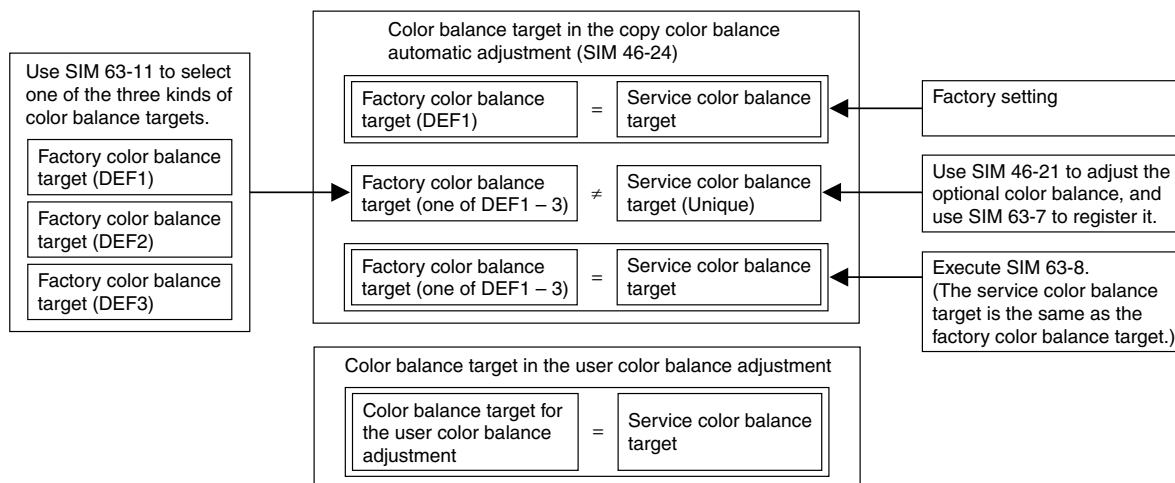 Use SIM 63-11 to select
one of the three kinds of
color balance targets.
Factory color balance
target (DEF1)
Factory color balance
target (DEF2)
Factory color balance
target (DEF3)
Color balance target in the copy color balance
automatic adjustment (SIM 46-24)
Factory color balance
target (DEF1)
=
Service color balance
target
Factory color balance
target (one of DEF1 – 3)
≠
Service color balance
target (Unique)
Factory color balance
target (one of DEF1 – 3)
=
Service color balance
target
Factory setting
Use SIM 46-21 to adjust the
optional color balance, and
use SIM 63-7 to register it.
Execute SIM 63-8.
(The service color balance
target is the same as the
factory color balance target.)
Color balance target in the user color balance adjustment
Color balance target for
the user color balance
adjustment
=
Service color balance
target